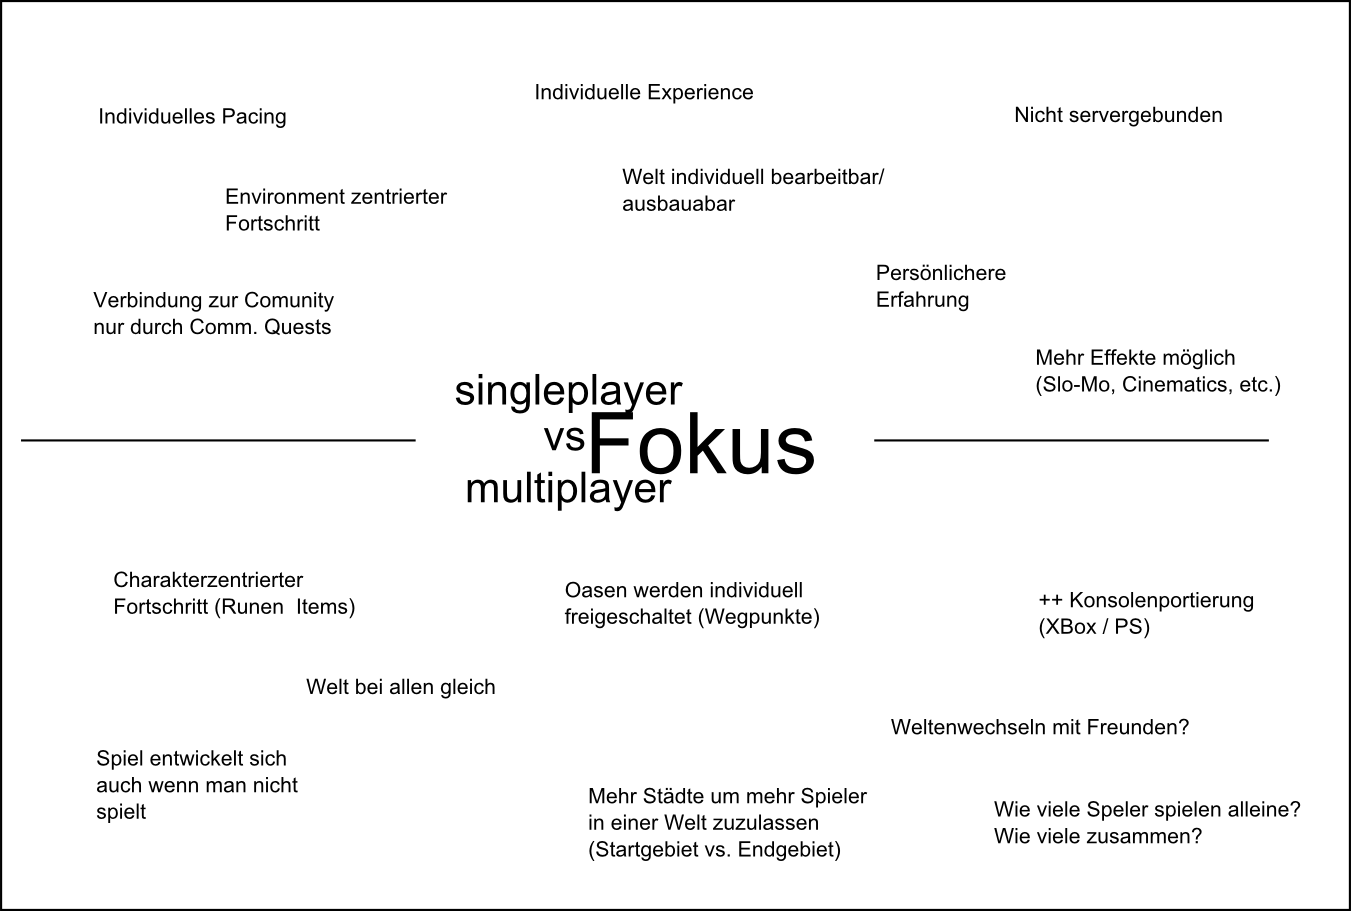 Individuelle Experience
Individuelles Pacing
Nicht servergebunden
Welt individuell bearbeitbar/
ausbauabar
Environment zentrierter
Fortschritt
Persönlichere
Erfahrung
Verbindung zur Comunity
nur durch Comm. Quests
Mehr Effekte möglich
(Slo-Mo, Cinematics, etc.)
singleplayer
vs
Fokus
multiplayer
Charakterzentrierter
Fortschritt (Runen  Items)
Oasen werden individuell
freigeschaltet (Wegpunkte)
++ Konsolenportierung
(XBox / PS)
Welt bei allen gleich
Weltenwechseln mit Freunden?
Spiel entwickelt sich
auch wenn man nicht
spielt
Mehr Städte um mehr Spieler
in einer Welt zuzulassen
(Startgebiet vs. Endgebiet)
Wie viele Speler spielen alleine?
Wie viele zusammen?